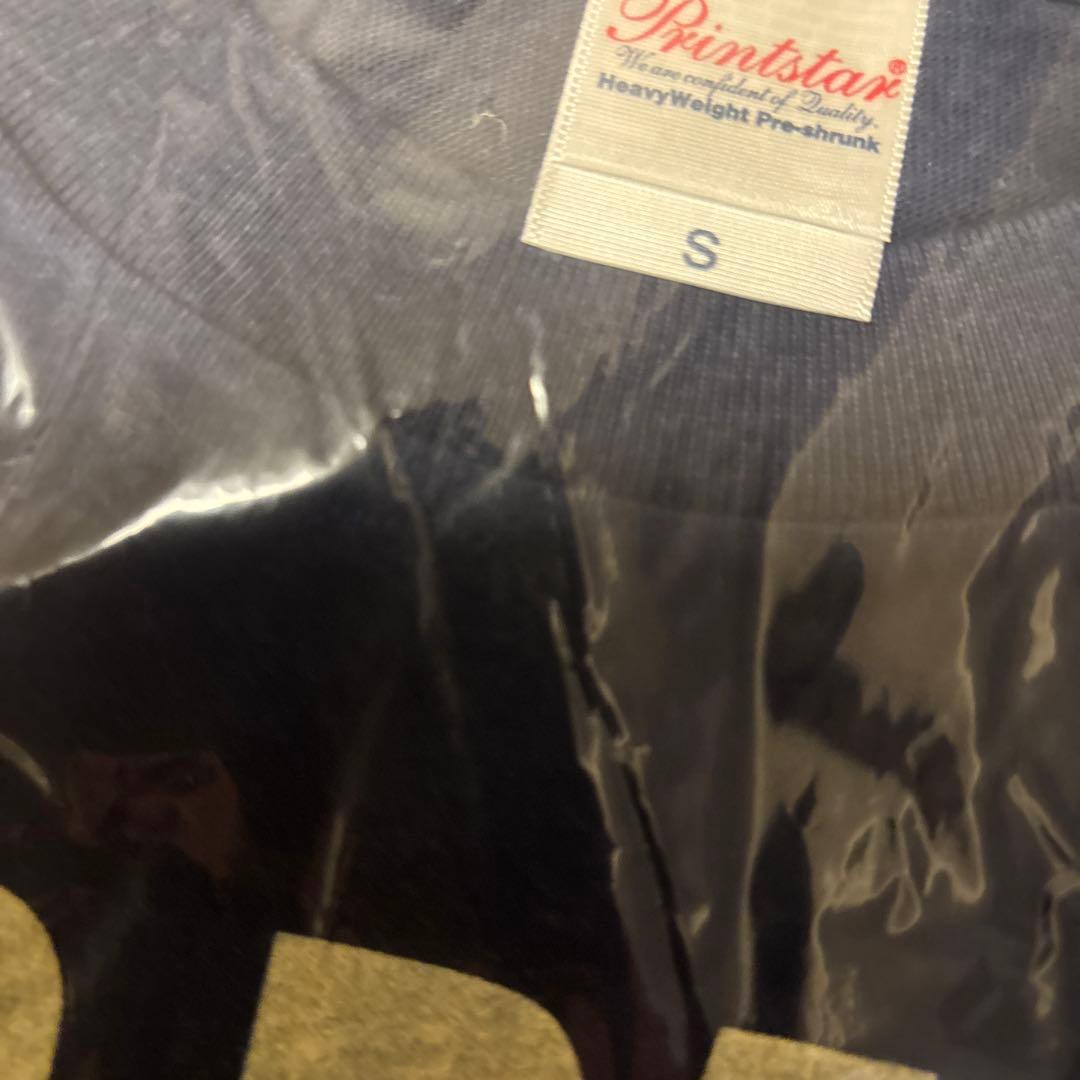 Printstar®
We are confident of Quality.
HeavyWeight Pre-shrunk
S